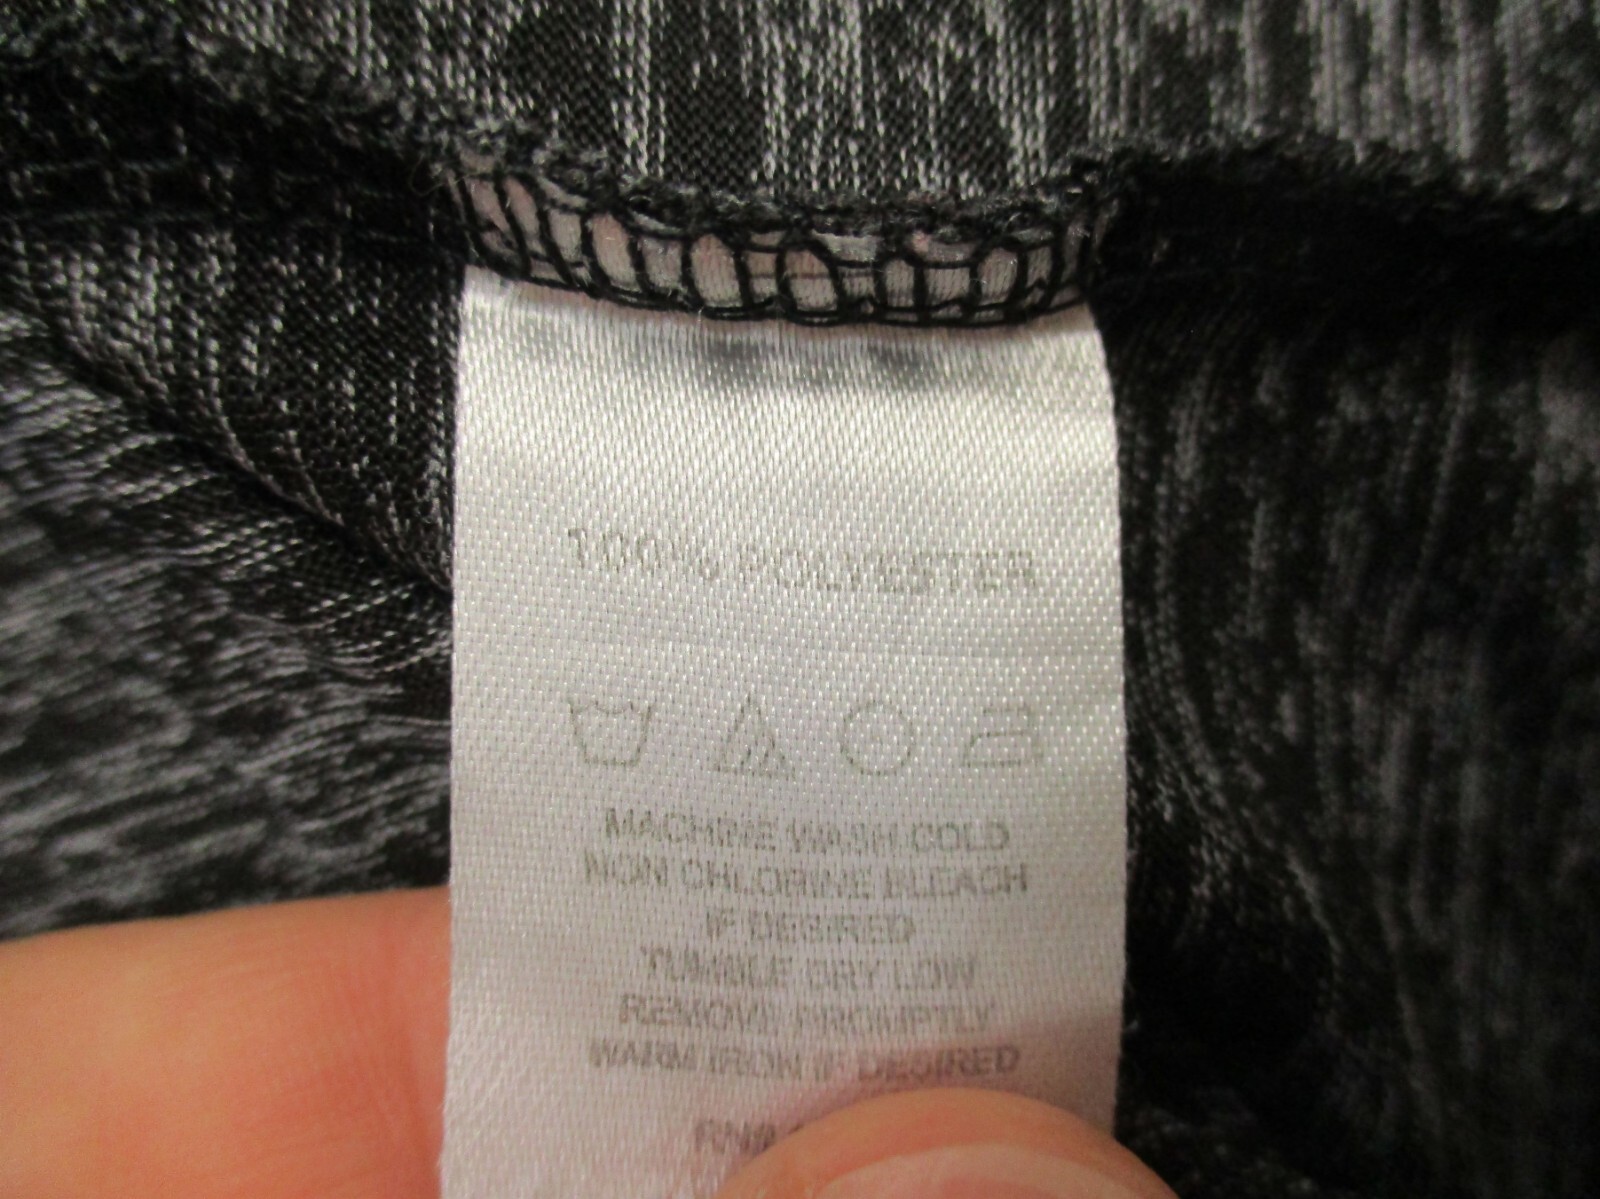 100% POLYESTER
MACHINE WASH COLD
NON CHLORINE BLEACH
IF DESIRED
TUMBLE DRY LOW
REMOVE PROMPTLY
WARM IRON IF DESIRED
RN#